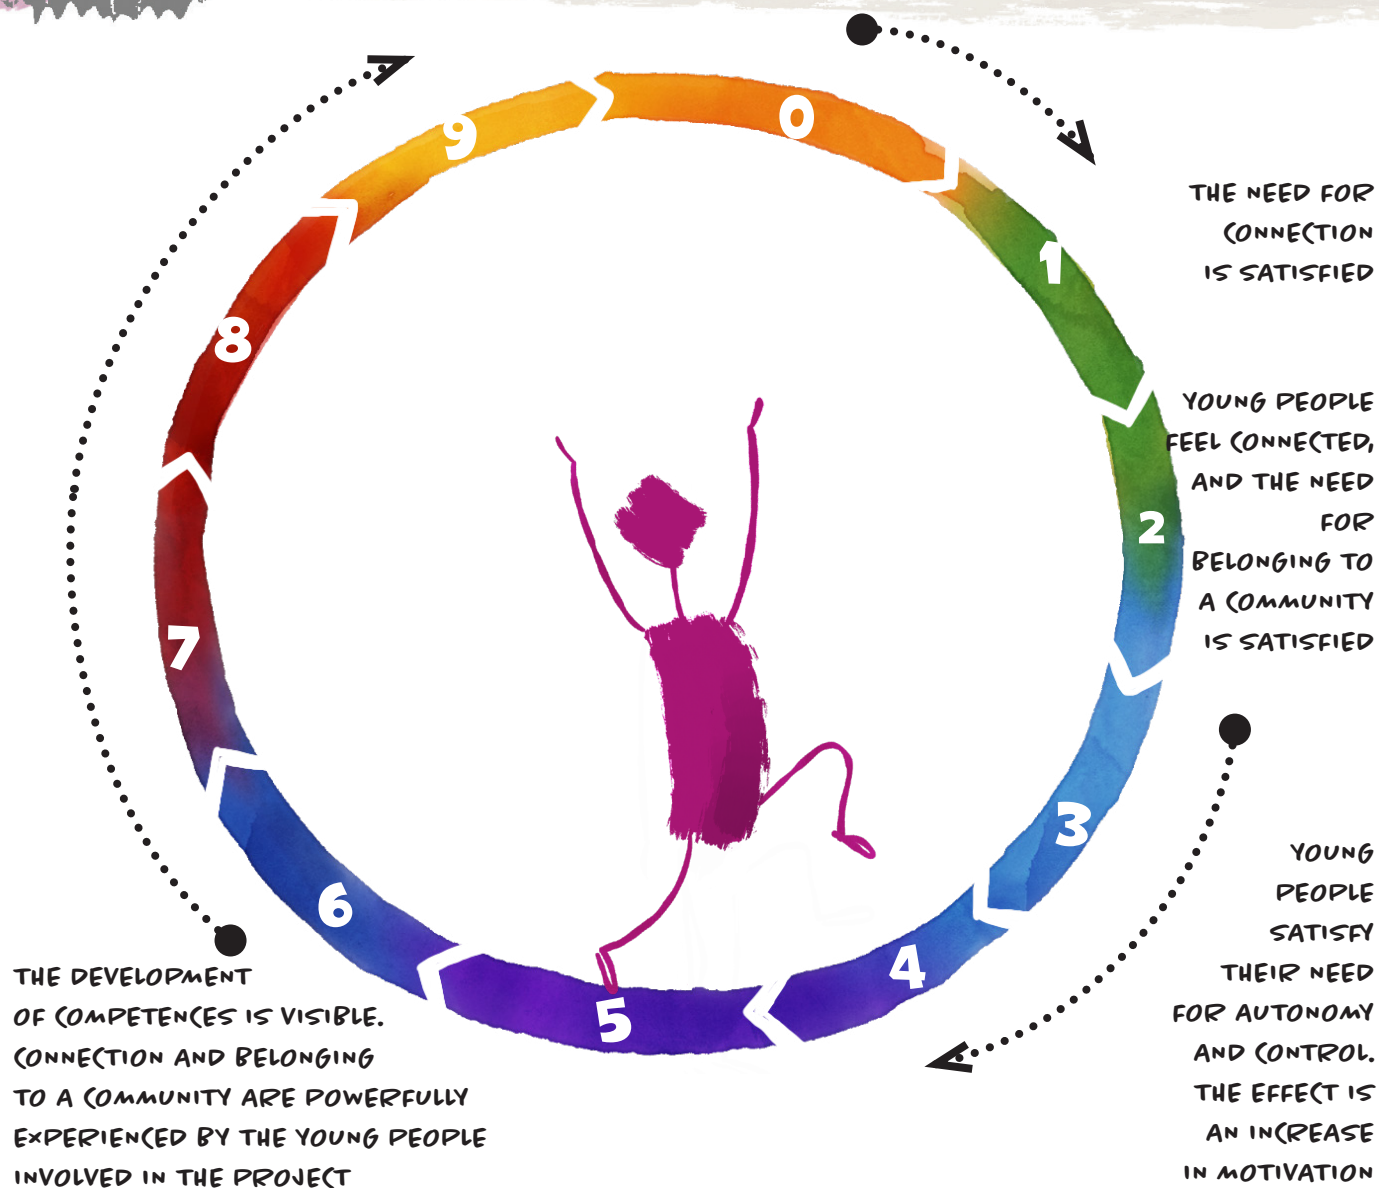 0
1
2
3
4
5
6
7
8
9
THE NEED FOR
CONNECTION
IS SATISFIED
YOUNG PEOPLE
FEEL CONNECTED,
AND THE NEED
FOR
BELONGING TO
A COMMUNITY
IS SATISFIED
YOUNG
PEOPLE
SATISFY
THEIR NEED
FOR AUTONOMY
AND CONTROL.
THE EFFECT IS
AN INCREASE
IN MOTIVATION
THE DEVELOPMENT
OF COMPETENCES IS VISIBLE.
CONNECTION AND BELONGING
TO A COMMUNITY ARE POWERFULLY
EXPERIENCED BY THE YOUNG PEOPLE
INVOLVED IN THE PROJECT